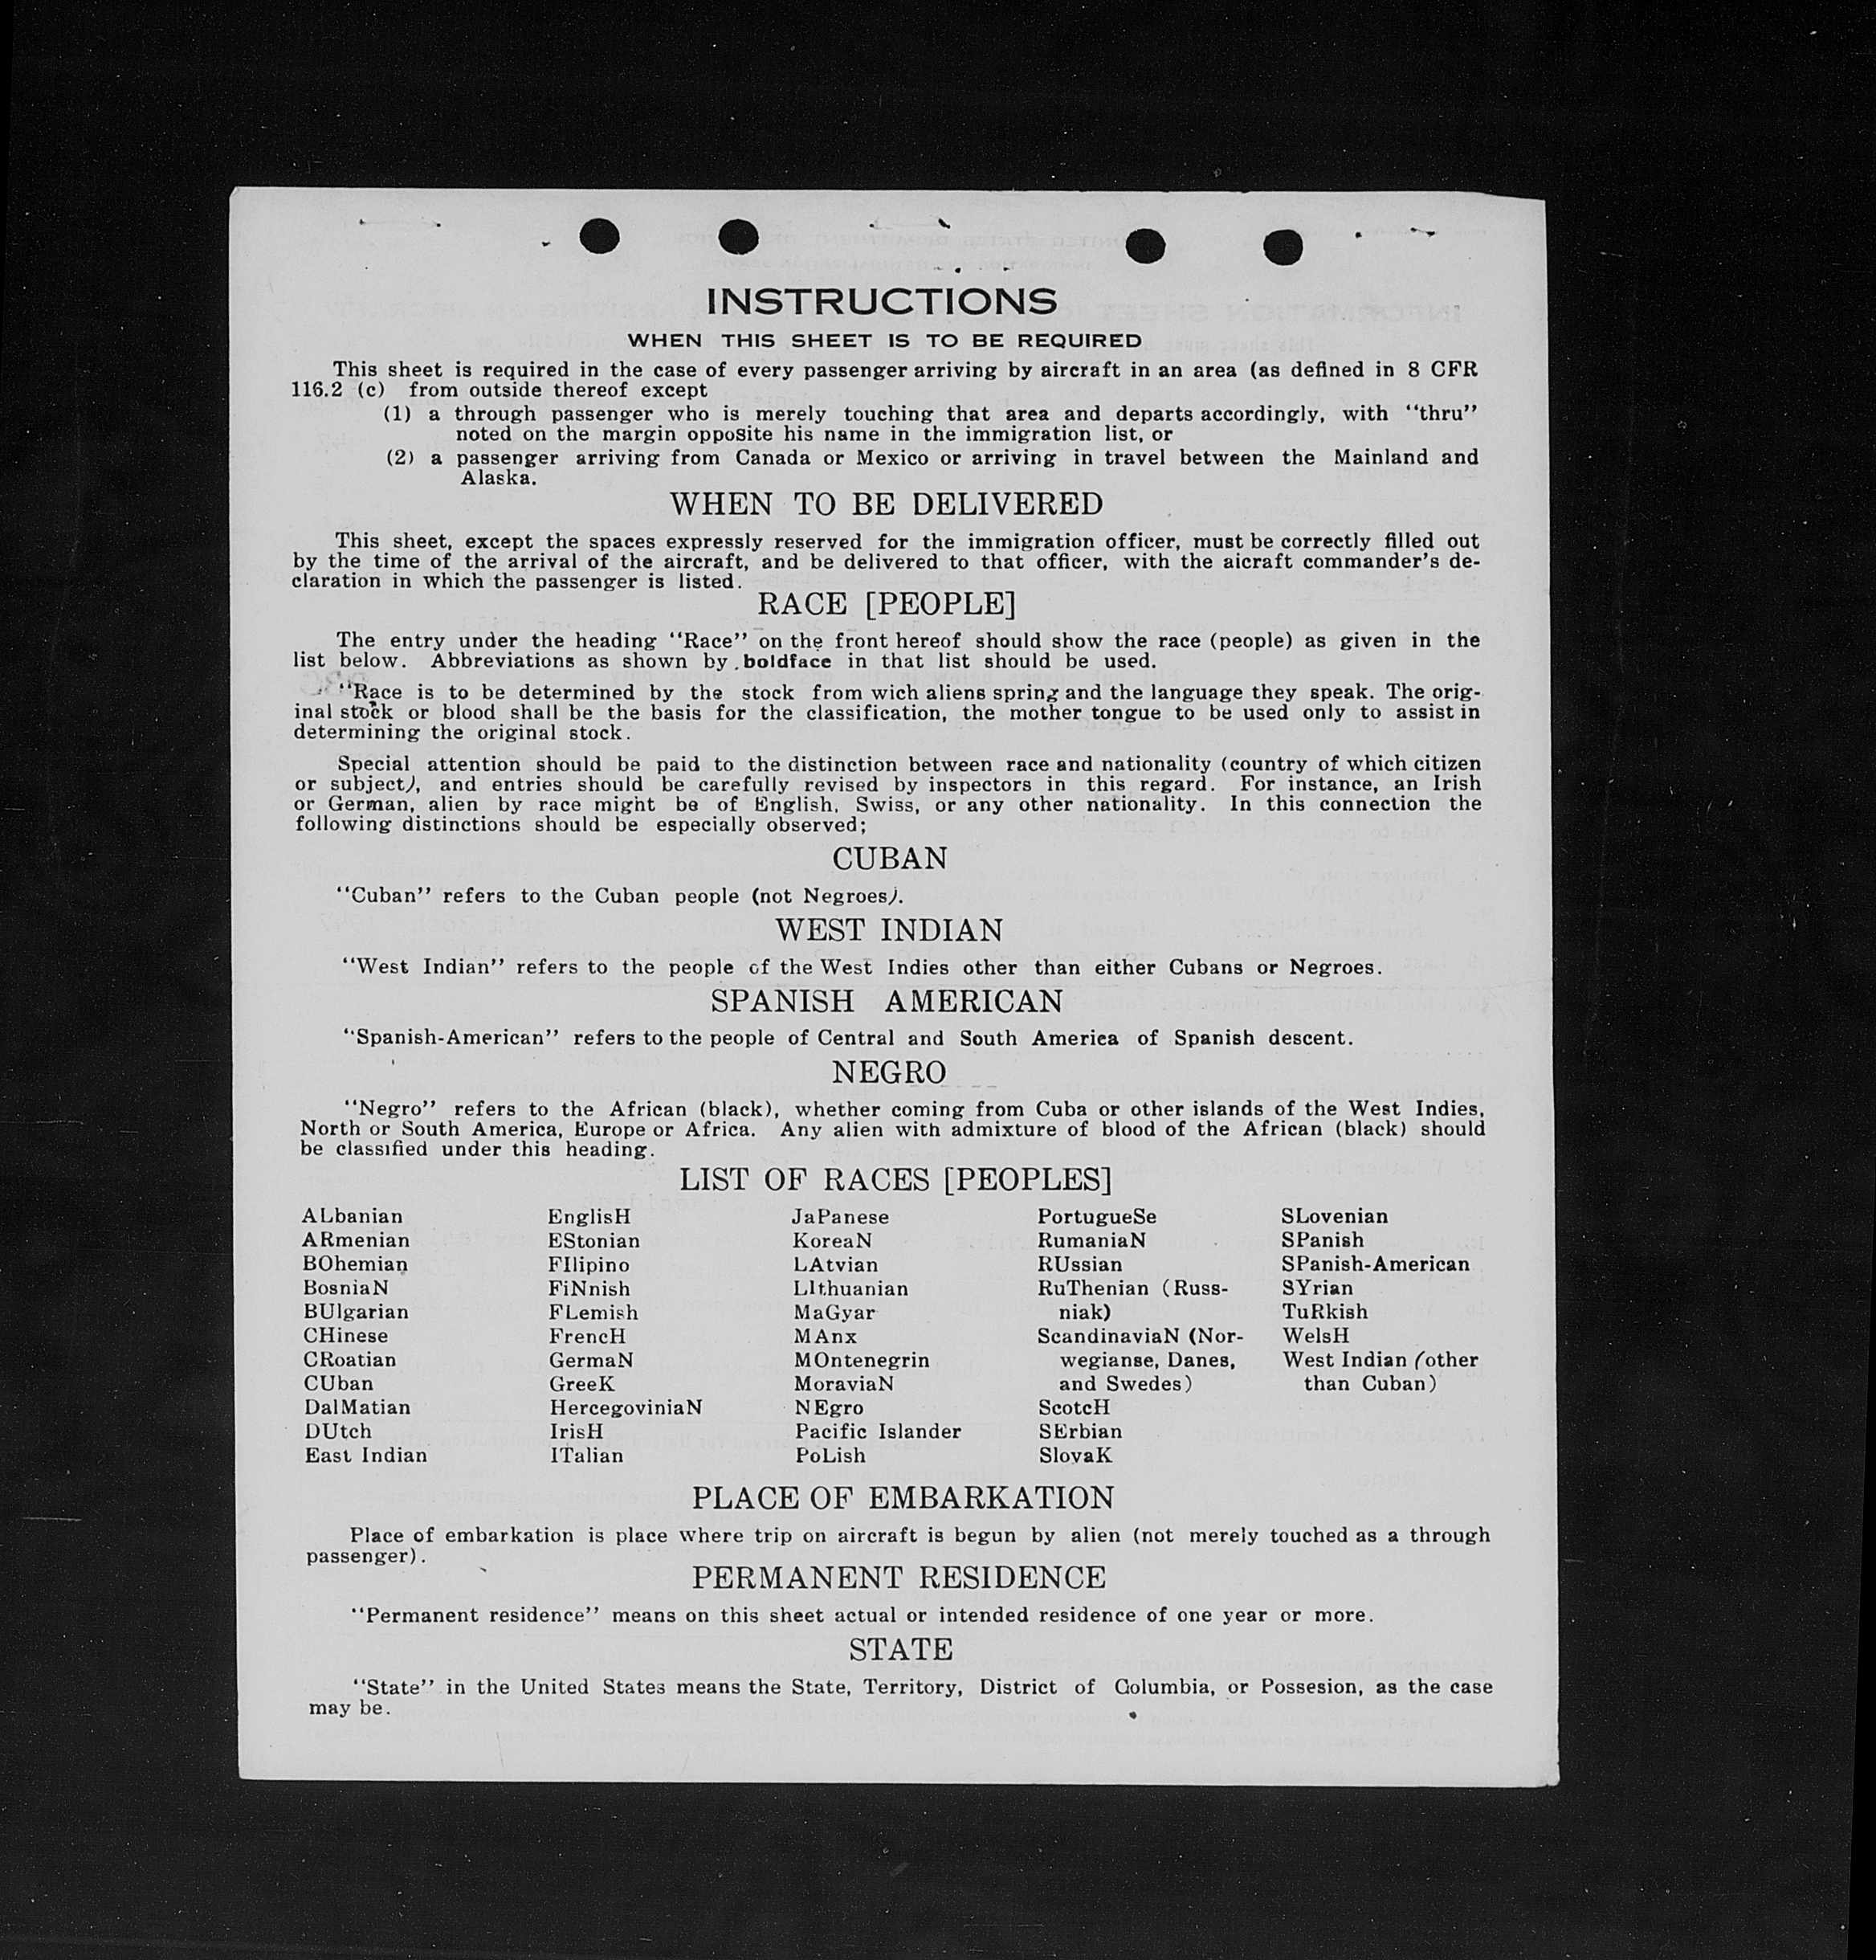 INSTRUCTIONS
WHEN THIS SHEET IS TO BE REQUIRED
This sheet is required in the case of every passenger arriving by aircraft in an area (as defined in 8 CFR
116.2 (c) from outside thereof except
(1) a through passenger who is merely touching that area and departs accordingly, with "thru"
noted on the margin opposite his name in the immigration list, or
(2) a passenger arriving from Canada or Mexico or arriving in travel between the Mainland and
Alaska.
WHEN TO BE DELIVERED
This sheet, except the spaces expressly reserved for the immigration officer, must be correctly filled out
by the time of the arrival of the aircraft, and be delivered to that officer, with the aicraft commander's de-
claration in which the passenger is listed.
RACE [PEOPLE]
The entry under the heading "Race" on the front hereof should show the race (people) as given in the
list below. Abbreviations as shown by boldface in that list should be used.
"Race is to be determined by the stock from wich aliens spring and the language they speak. The orig-
inal stock or blood shall be the basis for the classification, the mother tongue to be used only to assist in
determining the original stock.
Special attention should be paid to the distinction between race and nationality (country of which citizen
or subject), and entries should be carefully revised by inspectors in this regard. For instance, an Irish
or German, alien by race might be of English, Swiss, or any other nationality. In this connection the
following distinctions should be especially observed;
CUBAN
"Cuban" refers to the Cuban people (not Negroes).
WEST INDIAN
"West Indian" refers to the people of the West Indies other than either Cubans or Negroes.
SPANISH AMERICAN
"Spanish-American" refers to the people of Central and South America of Spanish descent.
NEGRO
"Negro" refers to the African (black), whether coming from Cuba or other islands of the West Indies,
North or South America, Europe or Africa. Any alien with admixture of blood of the African (black) should
be classified under this heading.
LIST OF RACES [PEOPLES]
ALbanian
ARmenian
BOhemian
BosniaN
BUlgarian
CHinese
CRoatian
CUban
DalMatian
DUtch
East Indian
EnglisH
EStonian
FIlipino
FiNnish
FLemish
FrencH
GermaN
GreeK
HercegoviniaN
IrisH
ITalian
JaPanese
KoreaN
LAtvian
LIthuanian
MaGyar
MAnx
MOntenegrin
MoraviaN
NEgro
Pacific Islander
PoLish
PortugueSe
RumaniaN
RUssian
RuThenian (Russ-
niak)
ScandinaviaN (Nor-
wegianse, Danes,
and Swedes)
ScotcH
SErbian
SlovaK
SLovenian
SPanish
SPanish-American
SYrian
TuRkish
WelsH
West Indian (other
than Cuban)
PLACE OF EMBARKATION
Place of embarkation is place where trip on aircraft is begun by alien (not merely touched as a through
passenger).
PERMANENT RESIDENCE
"Permanent residence" means on this sheet actual or intended residence of one year or more.
STATE
"State" in the United States means the State, Territory, District of Columbia, or Possesion, as the case
may be.